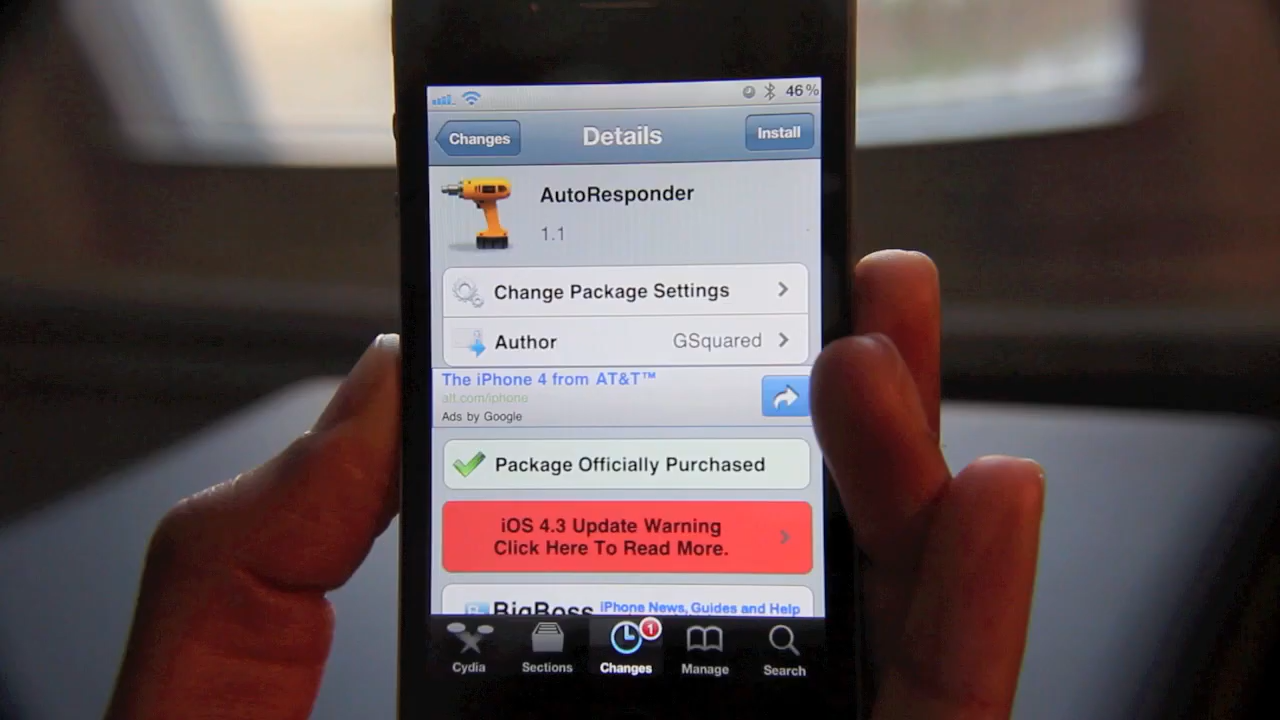 46%
Changes
Details
Install
AutoResponder
1.1
Change Package Settings
Author GSquared
The iPhone 4 from AT&T™
att.com/iphone
Ads by Google
Package Officially Purchased
iOS 4.3 Update Warning
Click Here To Read More.
BigBoss iPhone News, Guides and Help
1
Cydia Sections Changes Manage Search